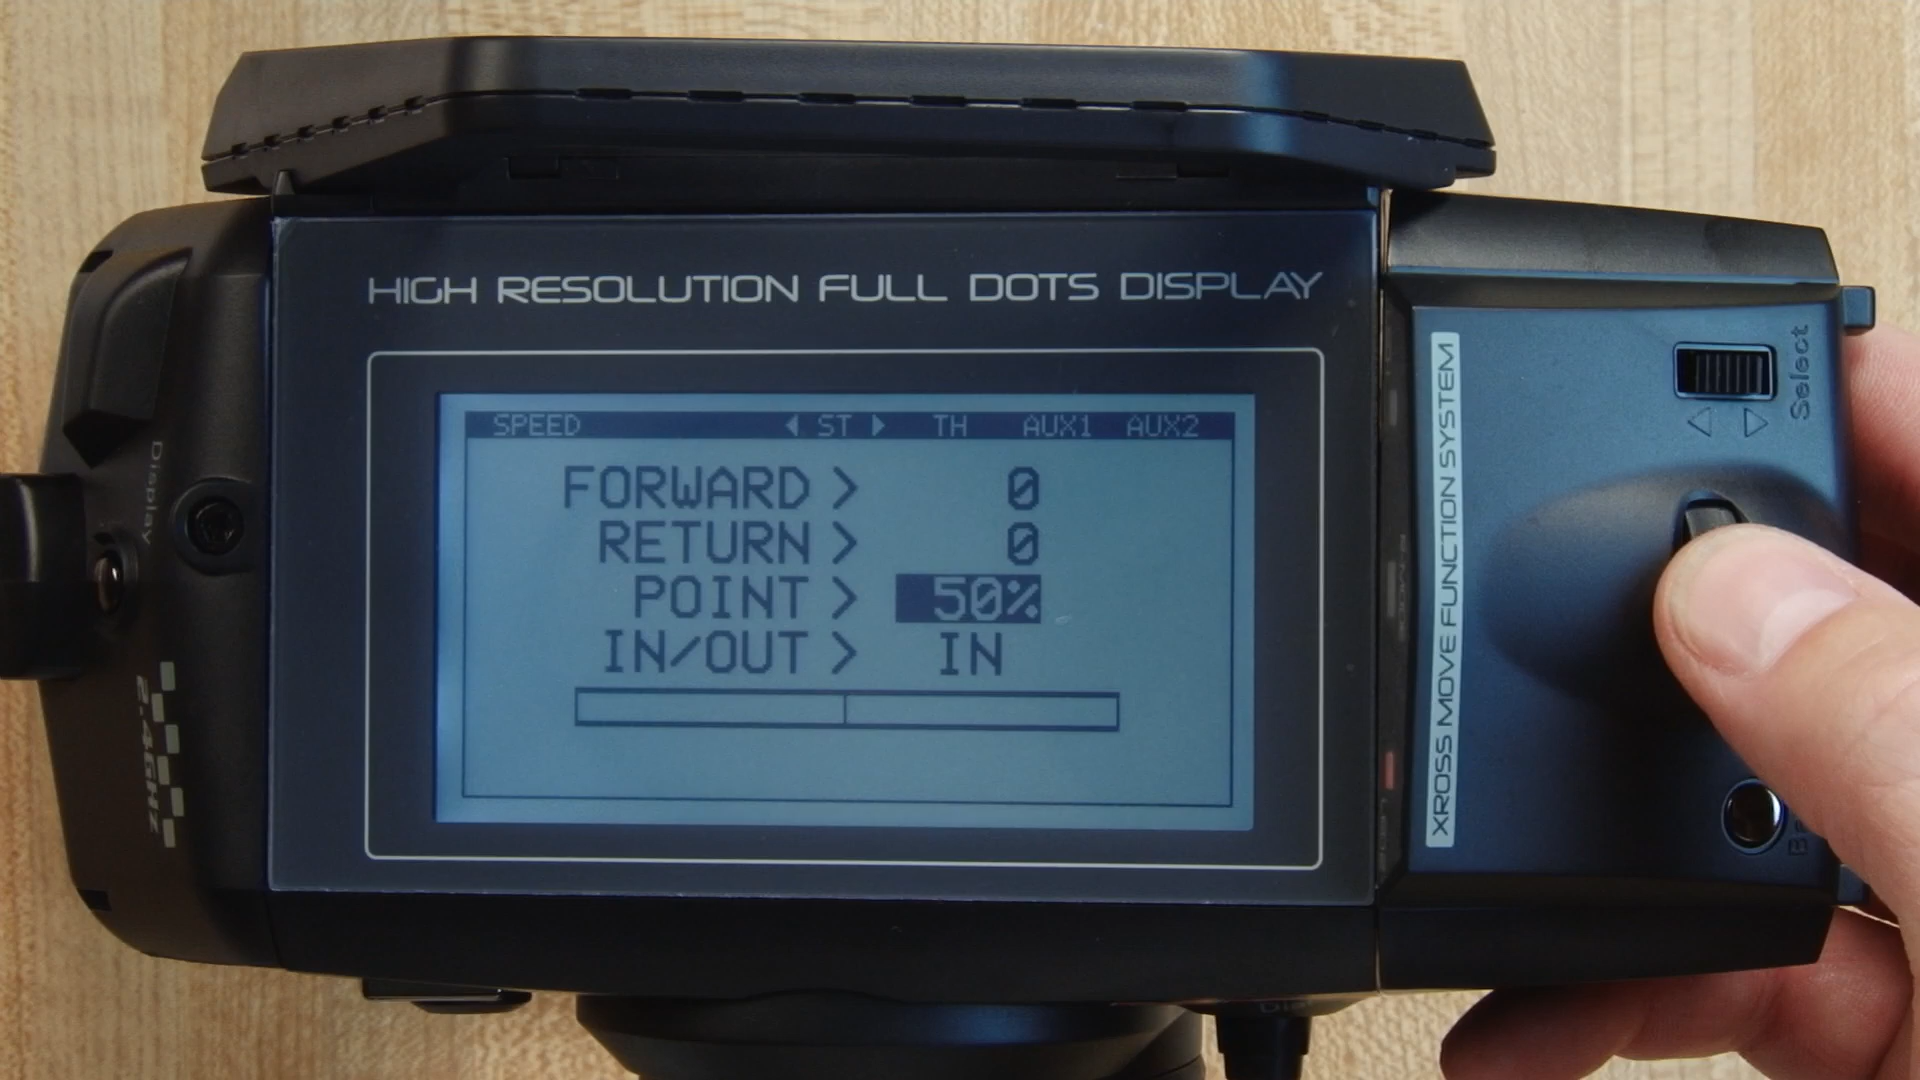 HIGH RESOLUTION FULL DOTS DISPLAY
SPEED ◀ ST ▶ TH AUX1 AUX2
FORWARD > 0
RETURN > 0
POINT > 50%
IN/OUT > IN
Display
2.4GHz
XROSS MOVE FUNCTION SYSTEM
Select